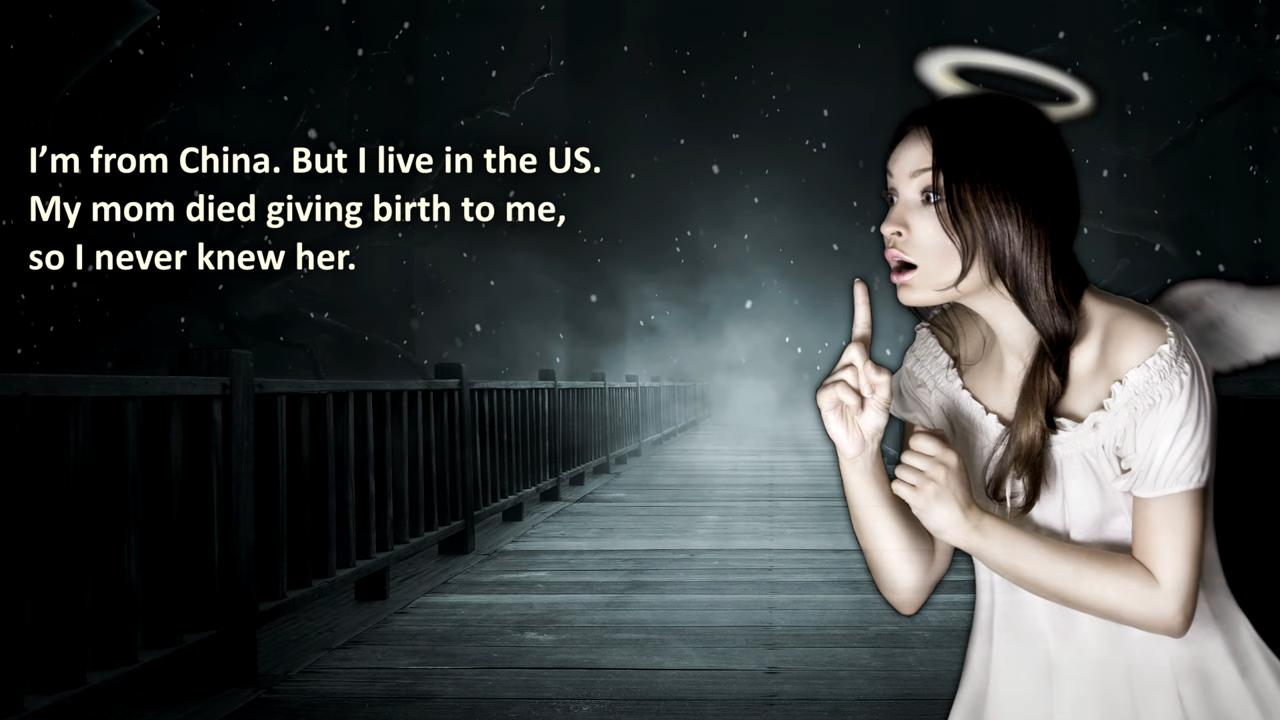 I’m from China. But I live in the US.
My mom died giving birth to me,
so I never knew her.